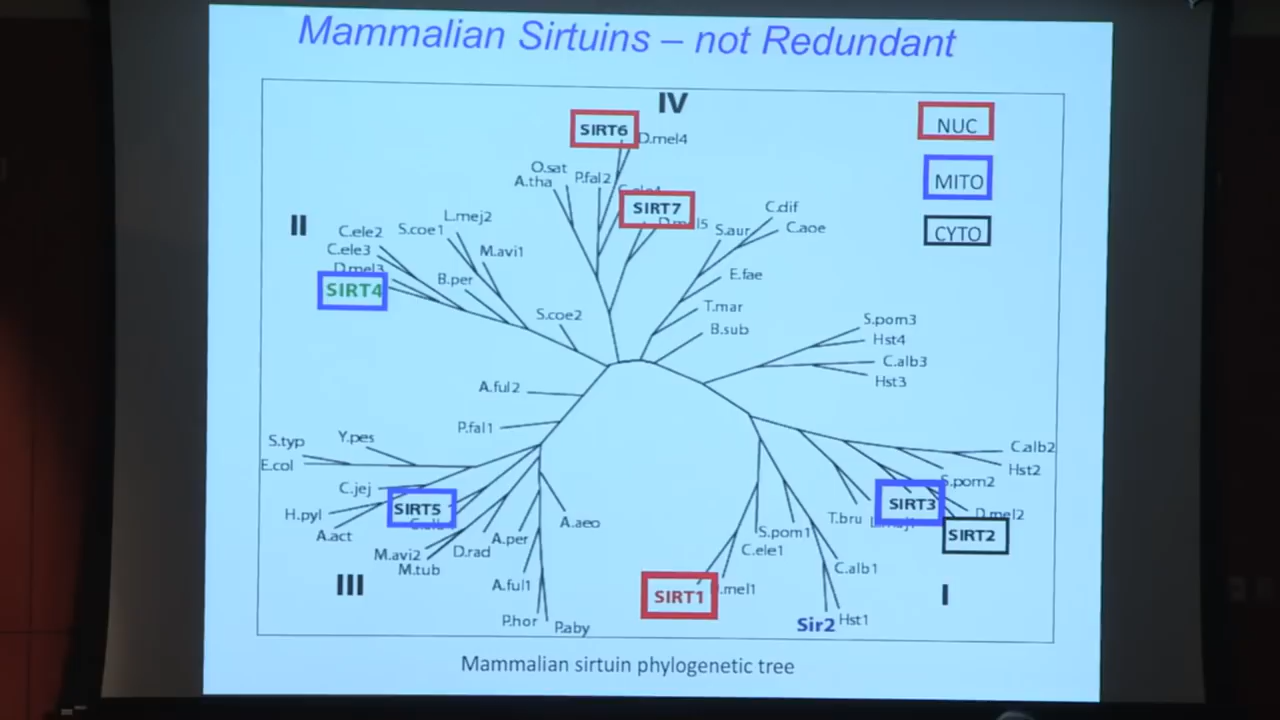 Mammalian Sirtuins – not Redundant
IV
SIRT6
D.mel4
NUC
O.sat
A.tha
P.fal2
MITO
SIRT7
C.dif
II
L.mej2
C.ele2
S.coe1
S.aur
C.aoe
CYTO
C.ele3
M.avi1
D.mel3
B.per
E.fae
SIRT4
S.coe2
T.mar
B.sub
S.pom3
Hst4
C.alb3
Hst3
A.ful2
P.fal1
S.typ
Y.pes
E.col
C.alb2
Hst2
S.pom2
C.jej
SIRT5
SIRT3
H.pyl
A.act
A.aeo
T.bru
D.mel2
SIRT2
A.per
S.pom1
M.avi2
D.rad
C.ele1
M.tub
C.alb1
III
A.ful1
SIRT1
.mel1
I
P.hor
P.aby
Sir2
Hst1
Mammalian sirtuin phylogenetic tree